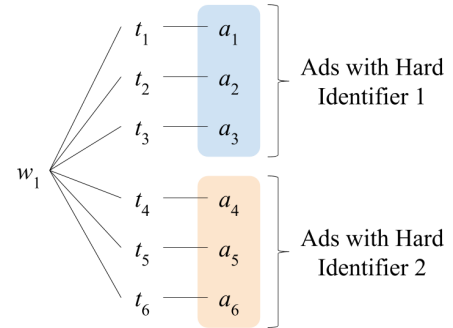 t₁ a₁
t₂ a₂
t₃ a₃
Ads with Hard
Identifier 1
w₁
t₄ a₄
t₅ a₅
t₆ a₆
Ads with Hard
Identifier 2